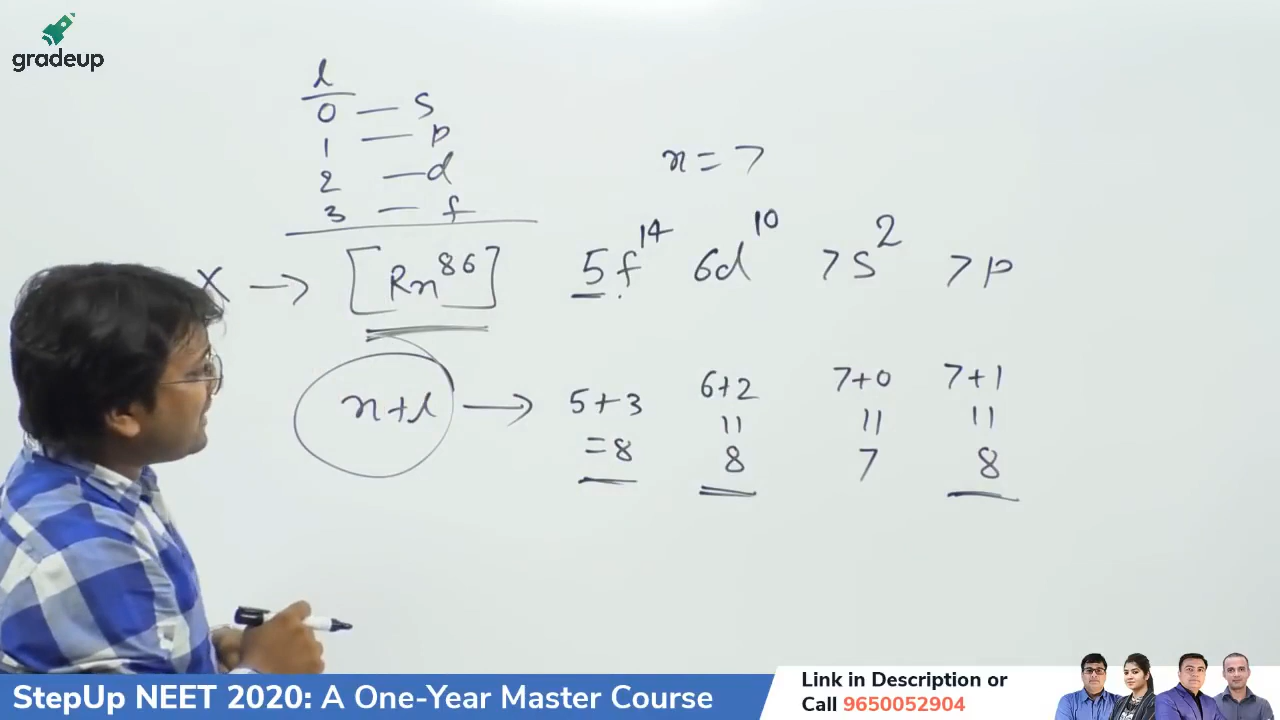 gradeup
l
0 — s
1 — p
2 — d
3 — f
n = 7
X → [Rn⁸⁶] 5f¹⁴ 6d¹⁰ 7s² 7p
n+l → 5+3 6+2 7+0 7+1
=8 || || ||
8 7 8
StepUp NEET 2020: A One-Year Master Course
Link in Description or
Call 9650052904